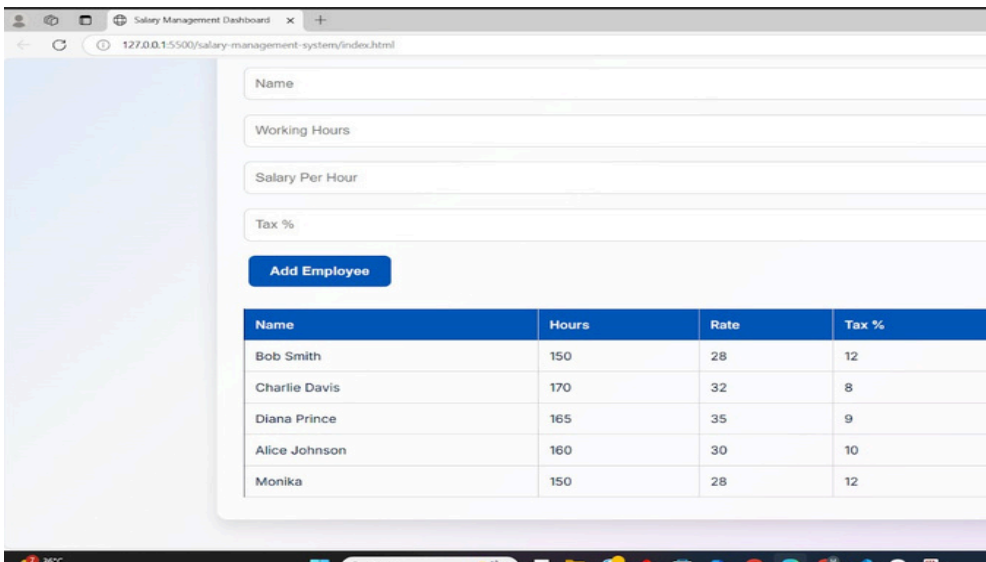 Salary Management Dashboard
127.0.0.1:5500/salary-management-system/index.html
Name
Working Hours
Salary Per Hour
Tax %
Add Employee
Name Hours Rate Tax %
Bob Smith 150 28 12
Charlie Davis 170 32 8
Diana Prince 165 35 9
Alice Johnson 160 30 10
Monika 150 28 12